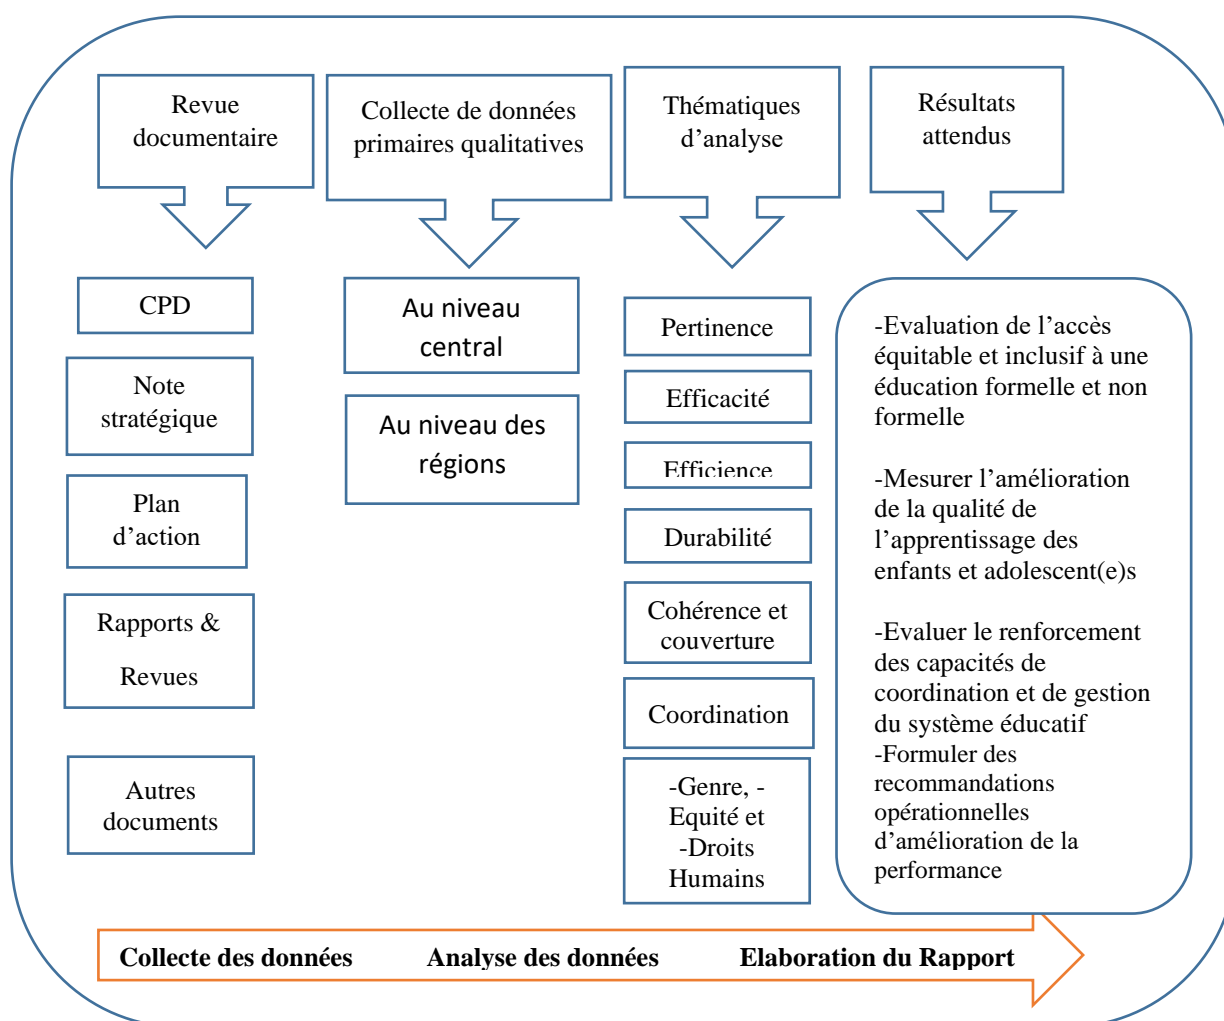 Revue
documentaire
Collecte de données
primaires qualitatives
Thématiques
d’analyse
Résultats
attendus
CPD
Note
stratégique
Plan
d’action
Rapports &
Revues
Autres
documents
Au niveau
central
Au niveau des
régions
Pertinence
Efficacité
Efficience
Durabilité
Cohérence et
couverture
Coordination
-Genre, -
Equité et
-Droits
Humains
-Evaluation de l’accès
équitable et inclusif à une
éducation formelle et non
formelle
-Mesurer l’amélioration
de la qualité de
l’apprentissage des
enfants et adolescent(e)s
-Evaluer le renforcement
des capacités de
coordination et de gestion
du système éducatif
-Formuler des
recommandations
opérationnelles
d’amélioration de la
performance
Collecte des données Analyse des données Elaboration du Rapport